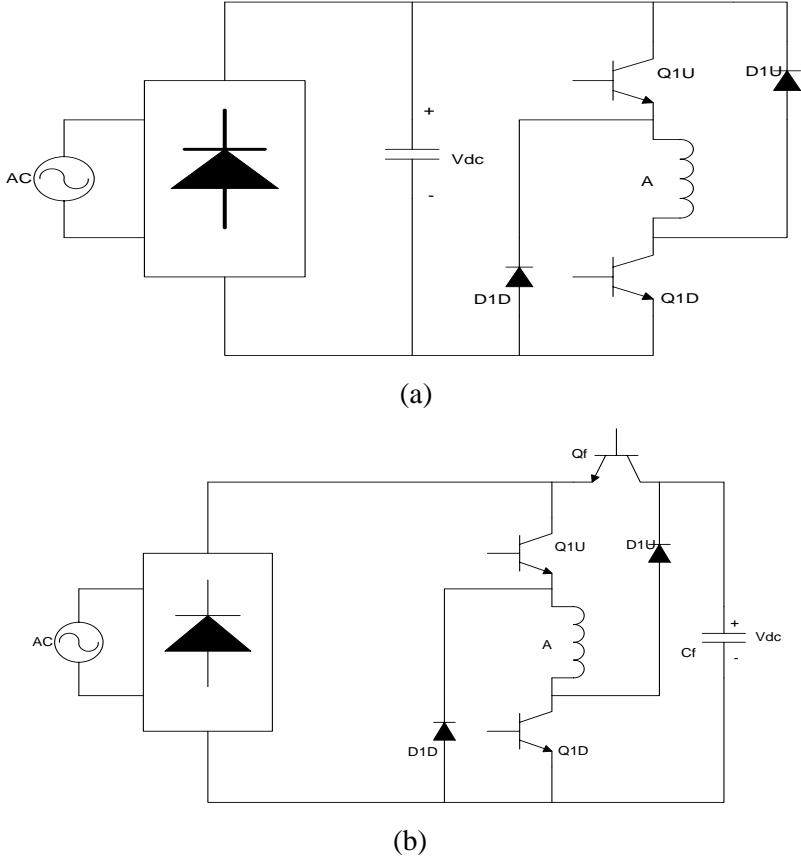 Q1U
D1U
AC
+
Vdc
A
-
D1D
Q1D
(a)
Qf
Q1U
D1U
AC
+
A
Cf
Vdc
-
D1D
Q1D
(b)